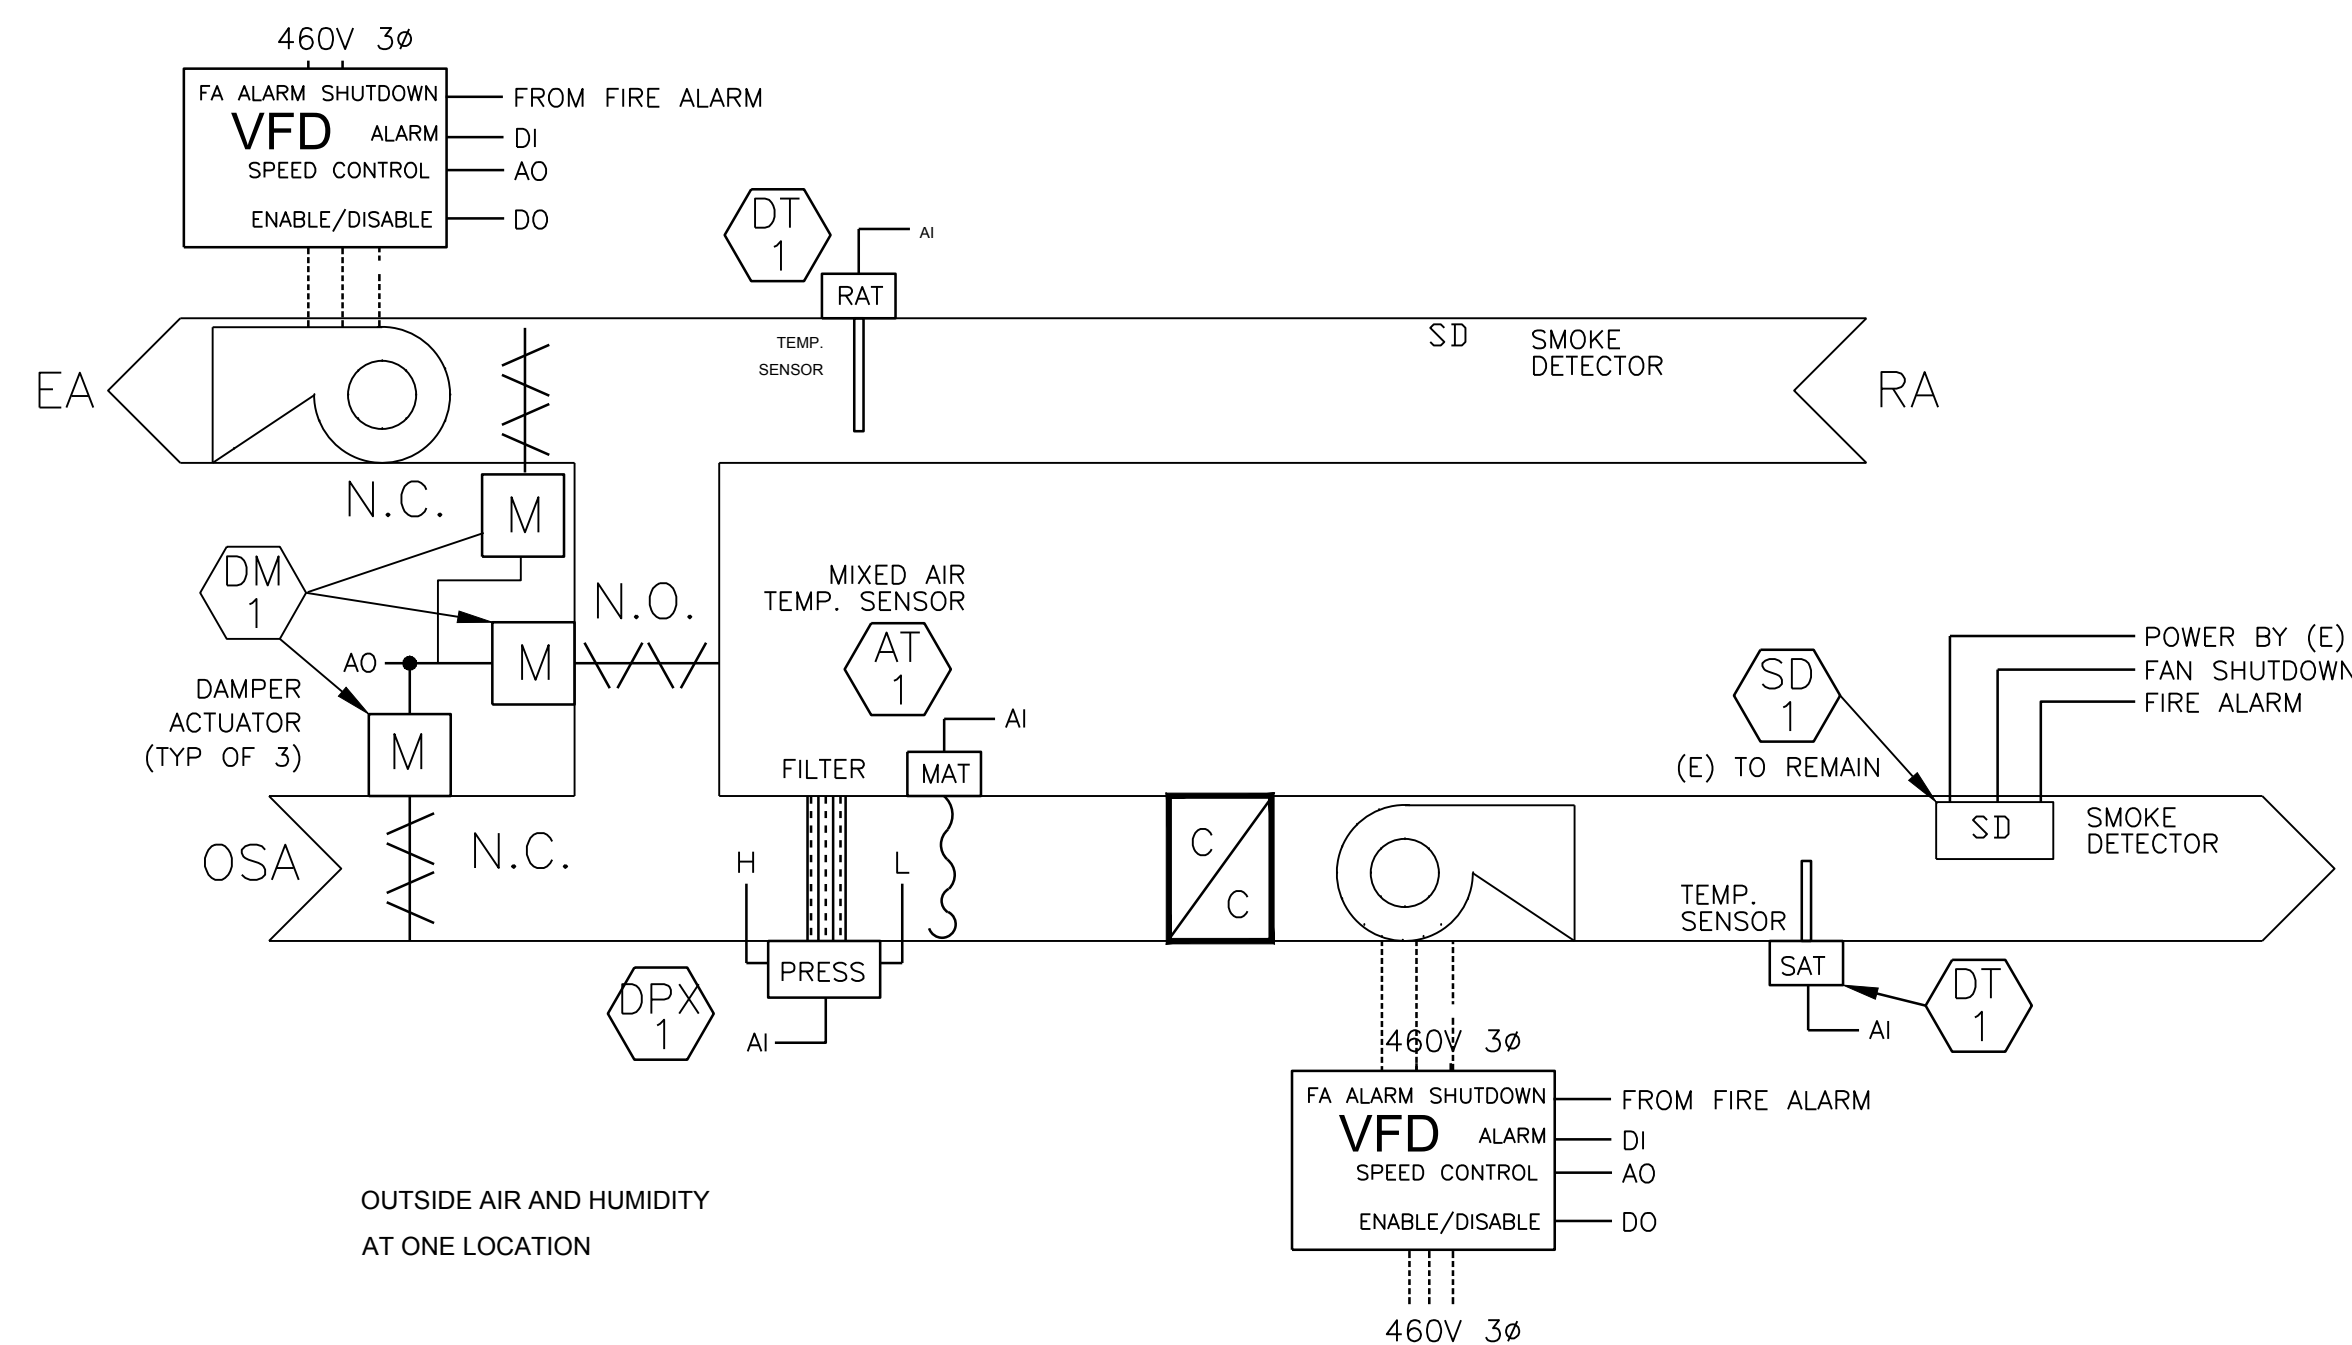 460V 3ø
FA ALARM SHUTDOWN
FROM FIRE ALARM
VFD
ALARM
DI
SPEED CONTROL
AO
ENABLE/DISABLE
DO
DT
1
AI
RAT
TEMP.
SENSOR
SD
SMOKE
DETECTOR
EA
RA
N.C.
M
DM
1
N.O.
M
AO
DAMPER
ACTUATOR
(TYP OF 3)
M
MIXED AIR
TEMP. SENSOR
AT
1
AI
MAT
FILTER
POWER BY (E)
FAN SHUTDOWN
FIRE ALARM
SD
1
(E) TO REMAIN
SD
SMOKE
DETECTOR
OSA
N.C.
H
L
C
C
TEMP.
SENSOR
PRESS
SAT
DPX
1
AI
DT
1
AI
460V 3ø
FA ALARM SHUTDOWN
FROM FIRE ALARM
VFD
ALARM
DI
SPEED CONTROL
AO
ENABLE/DISABLE
DO
460V 3ø
OUTSIDE AIR AND HUMIDITY
AT ONE LOCATION